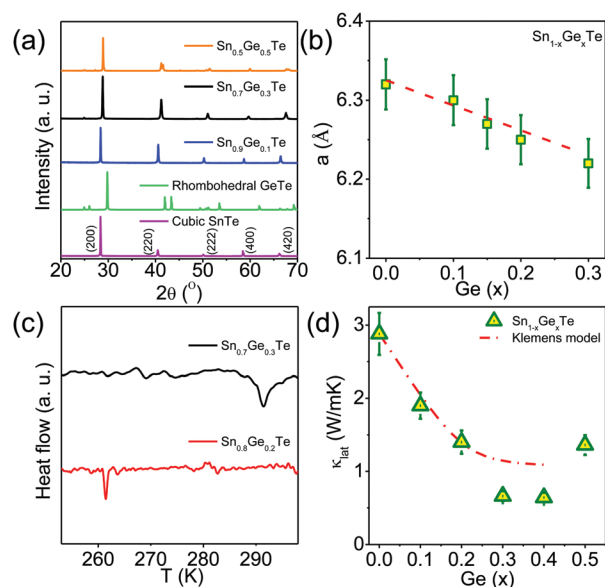 (a)
Sn0.5Ge0.5Te
Sn0.7Ge0.3Te
Sn0.9Ge0.1Te
Rhombohedral GeTe
Cubic SnTe
(200)
(220)
(222)
(400)
(420)
Intensity (a. u.)
20 30 40 50 60 70
2θ (°)
(b)
Sn1-xGexTe
6.4
6.3
6.2
6.1
a (Å)
0.0 0.1 0.2 0.3
Ge (x)
(c)
Sn0.7Ge0.3Te
Sn0.8Ge0.2Te
Heat flow (a. u.)
260 270 280 290
T (K)
(d)
Sn1-xGexTe
Klemens model
3
2
1
0
κlat (W/mK)
0.0 0.1 0.2 0.3 0.4 0.5
Ge (x)